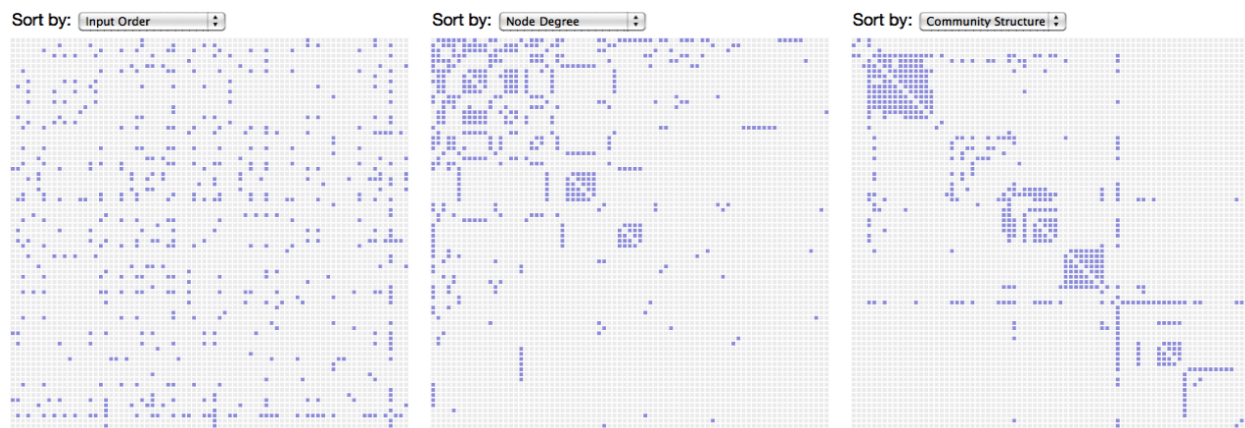 Sort by: Input Order
Sort by: Node Degree
Sort by: Community Structure